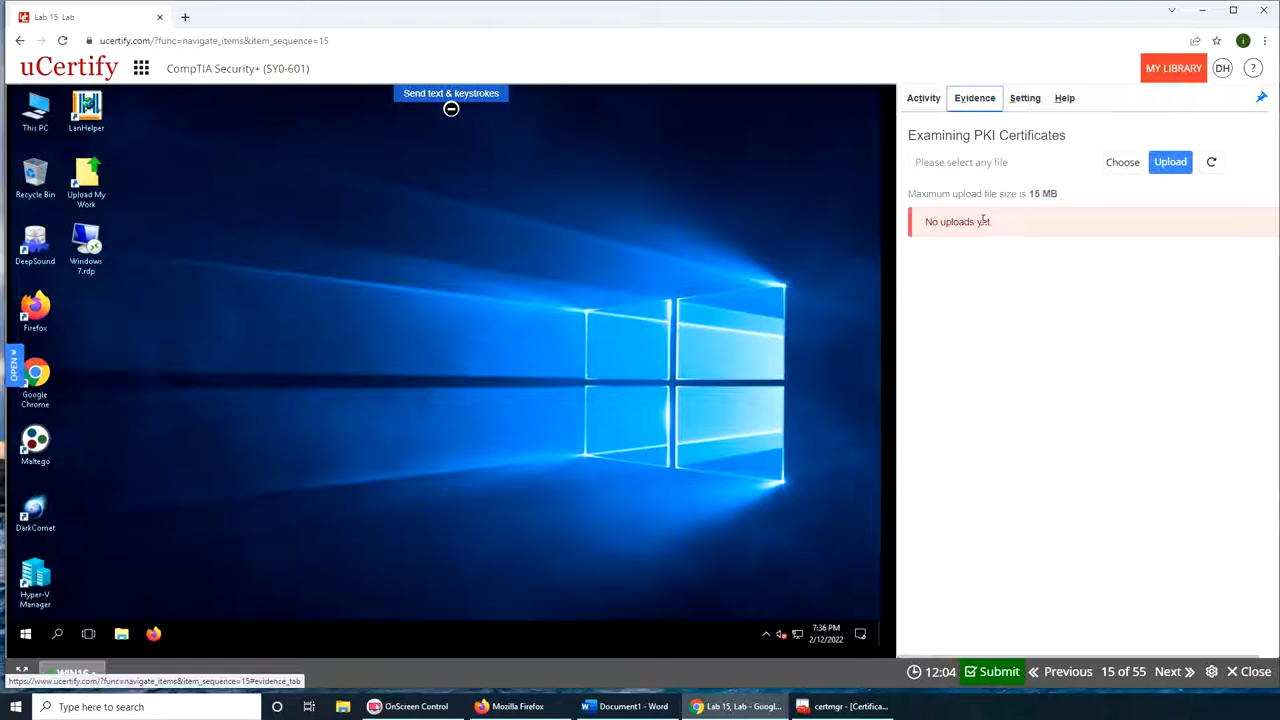 Lab 15. Lab
ucertify.com/?func=navigate_items&item_sequence=15
uCertify
CompTIA Security+ (SY0-601)
MY LIBRARY
DH
?
Send text & keystrokes
Activity
Evidence
Setting
Help
This PC
LanHelper
Recycle Bin
Upload My
Work
DeepSound
Windows
7.rdp
Firefox
OPEN
Google
Chrome
Maltego
DarkComet
Hyper-V
Manager
Examining PKI Certificates
Please select any file
Choose
Upload
Maximum upload file size is 15 MB
No uploads yet.
7:36 PM
2/12/2022
WIN16
https://www.ucertify.com/?func=navigate_items&item_sequence=15#evidence_tab
12:04
Submit
Previous
15 of 55
Next
Close
Type here to search
OnScreen Control
Mozilla Firefox
Document1 - Word
Lab 15, Lab - Googl...
certmgr - [Certifica...